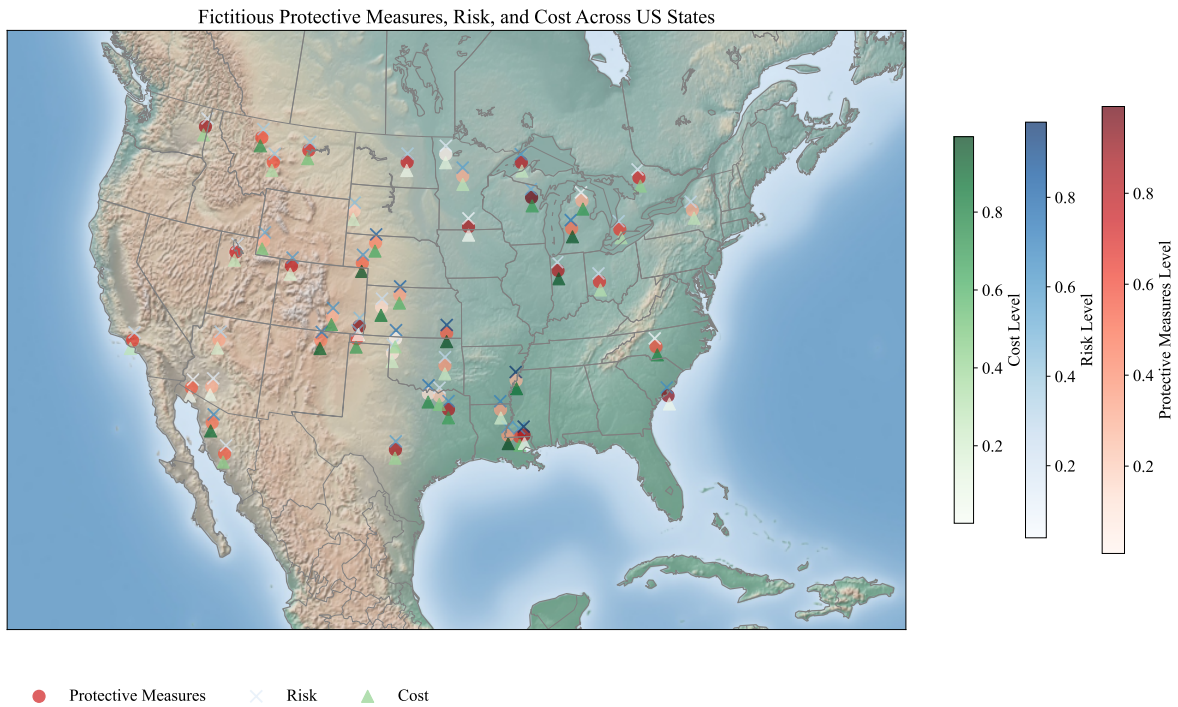 Fictitious Protective Measures, Risk, and Cost Across US States
0.8
0.6
0.4
0.2
Cost Level
0.8
0.6
0.4
0.2
Risk Level
0.8
0.6
0.4
0.2
Protective Measures Level
Protective Measures
Risk
Cost